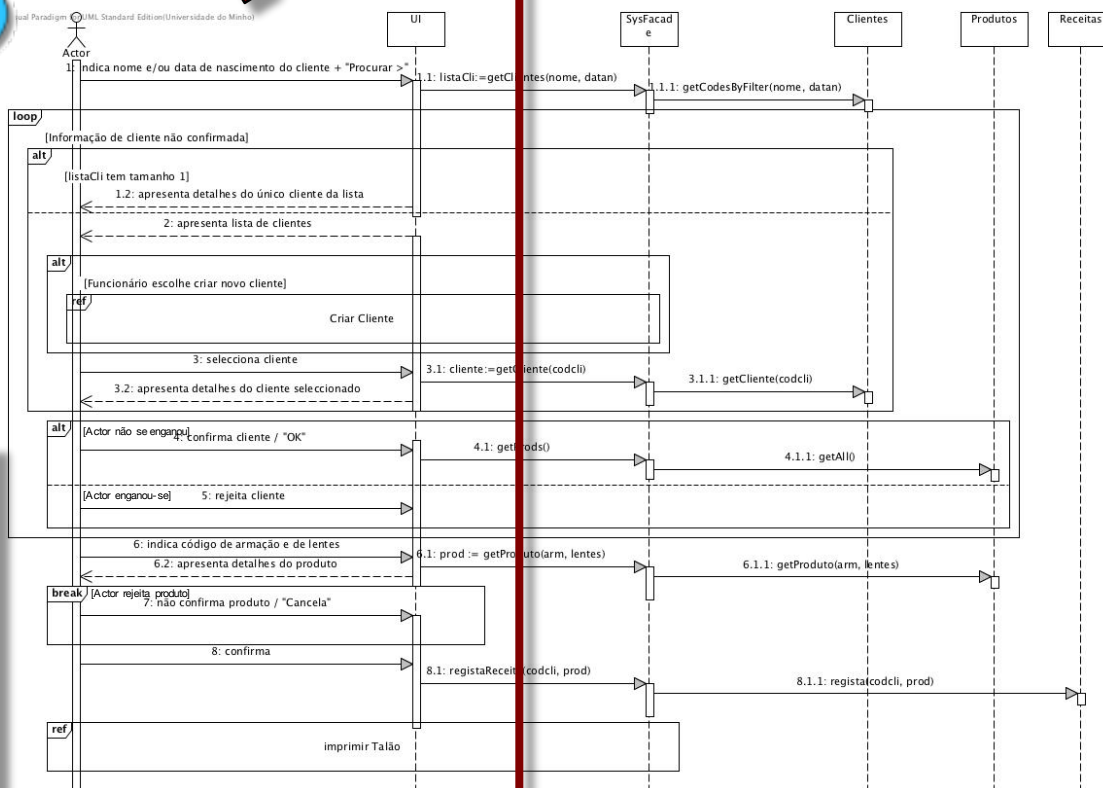 ual Paradigm for UML Standard Edition(Universidade do Minho)
Actor
UI
SysFacad
e
Clientes
Produtos
Receitas
1: indica nome e/ou data de nascimento do cliente + "Procurar >"
1.1: listaCli:=getClientes(nome, datan)
1.1.1: getCodesByFilter(nome, datan)
loop
[Informação de cliente não confirmada]
alt
[listaCli tem tamanho 1]
1.2: apresenta detalhes do único cliente da lista
2: apresenta lista de clientes
alt
[Funcionário escolhe criar novo cliente]
ref
Criar Cliente
3: selecciona cliente
3.1: cliente:=getCliente(codcli)
3.1.1: getCliente(codcli)
3.2: apresenta detalhes do cliente seleccionado
alt
[Actor não se enganou]
4: confirma cliente / "OK"
4.1: getProds()
4.1.1: getAll()
[Actor enganou-se]
5: rejeita cliente
6: indica código de armação e de lentes
6.1: prod := getProduto(arm, lentes)
6.1.1: getProduto(arm, lentes)
6.2: apresenta detalhes do produto
break
[Actor rejeita produto]
7: não confirma produto / "Cancela"
8: confirma
8.1: registaReceita(codcli, prod)
8.1.1: regista(codcli, prod)
ref
imprimir Talão